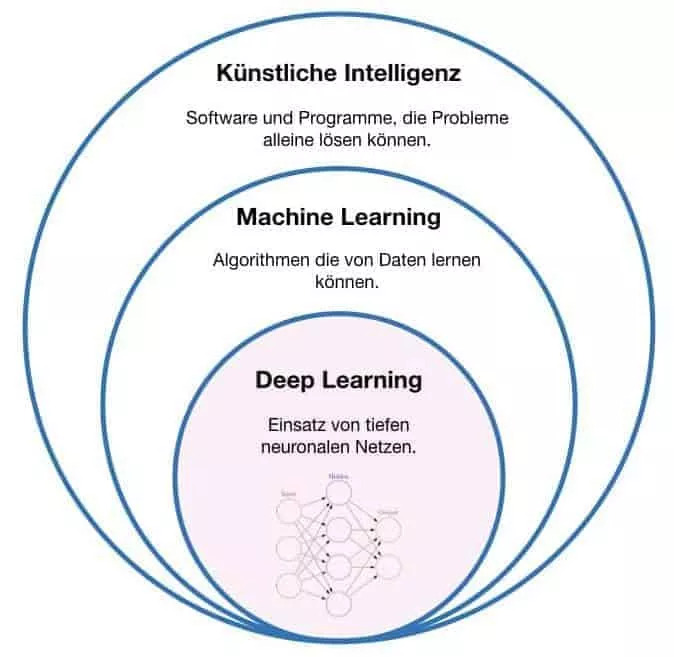 Künstliche Intelligenz
Software und Programme, die Probleme
alleine lösen können.
Machine Learning
Algorithmen die von Daten lernen
können.
Deep Learning
Einsatz von tiefen
neuronalen Netzen.
Hidden
Input
Output